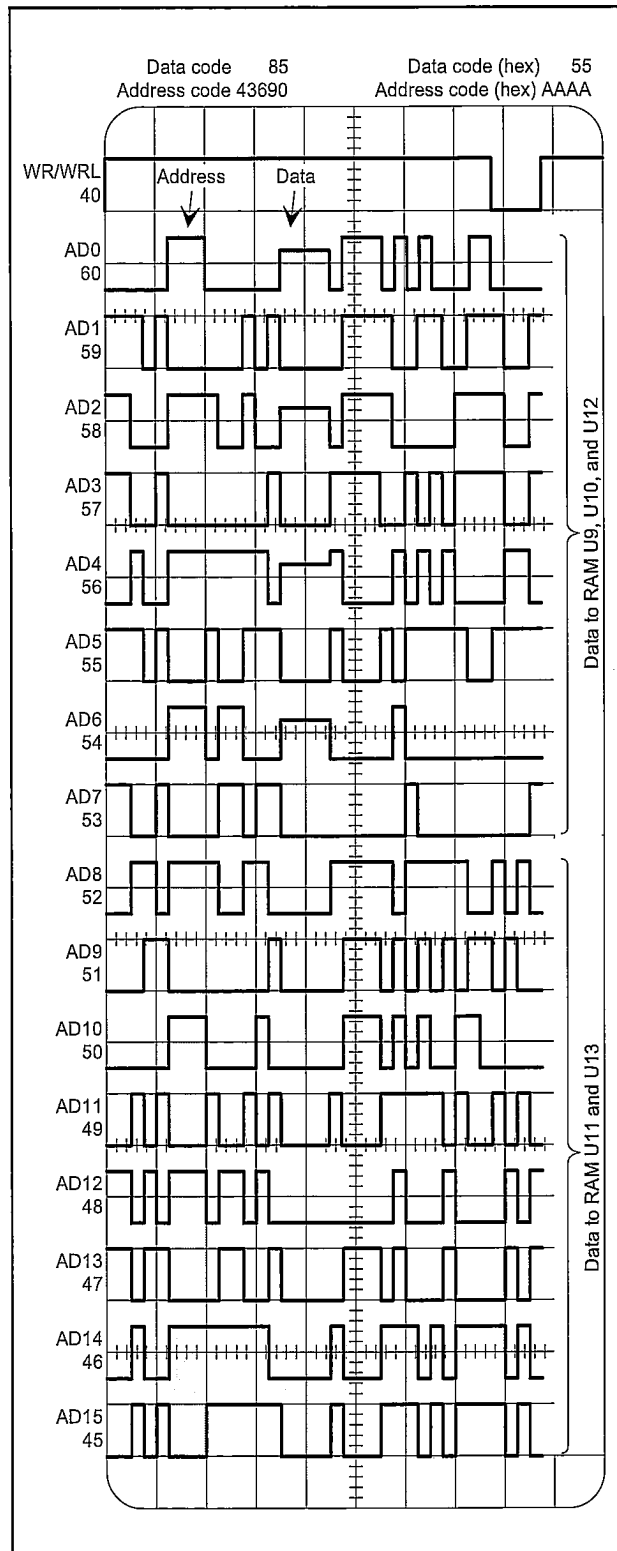 Data code 85 Data code (hex) 55
Address code 43690 Address code (hex) AAAA
WR/WRL
40
Address Data
AD0
60
AD1
59
AD2
58
AD3
57
AD4
56
AD5
55
AD6
54
AD7
53
Data to RAM U9, U10, and U12
AD8
52
AD9
51
AD10
50
AD11
49
AD12
48
AD13
47
AD14
46
AD15
45
Data to RAM U11 and U13